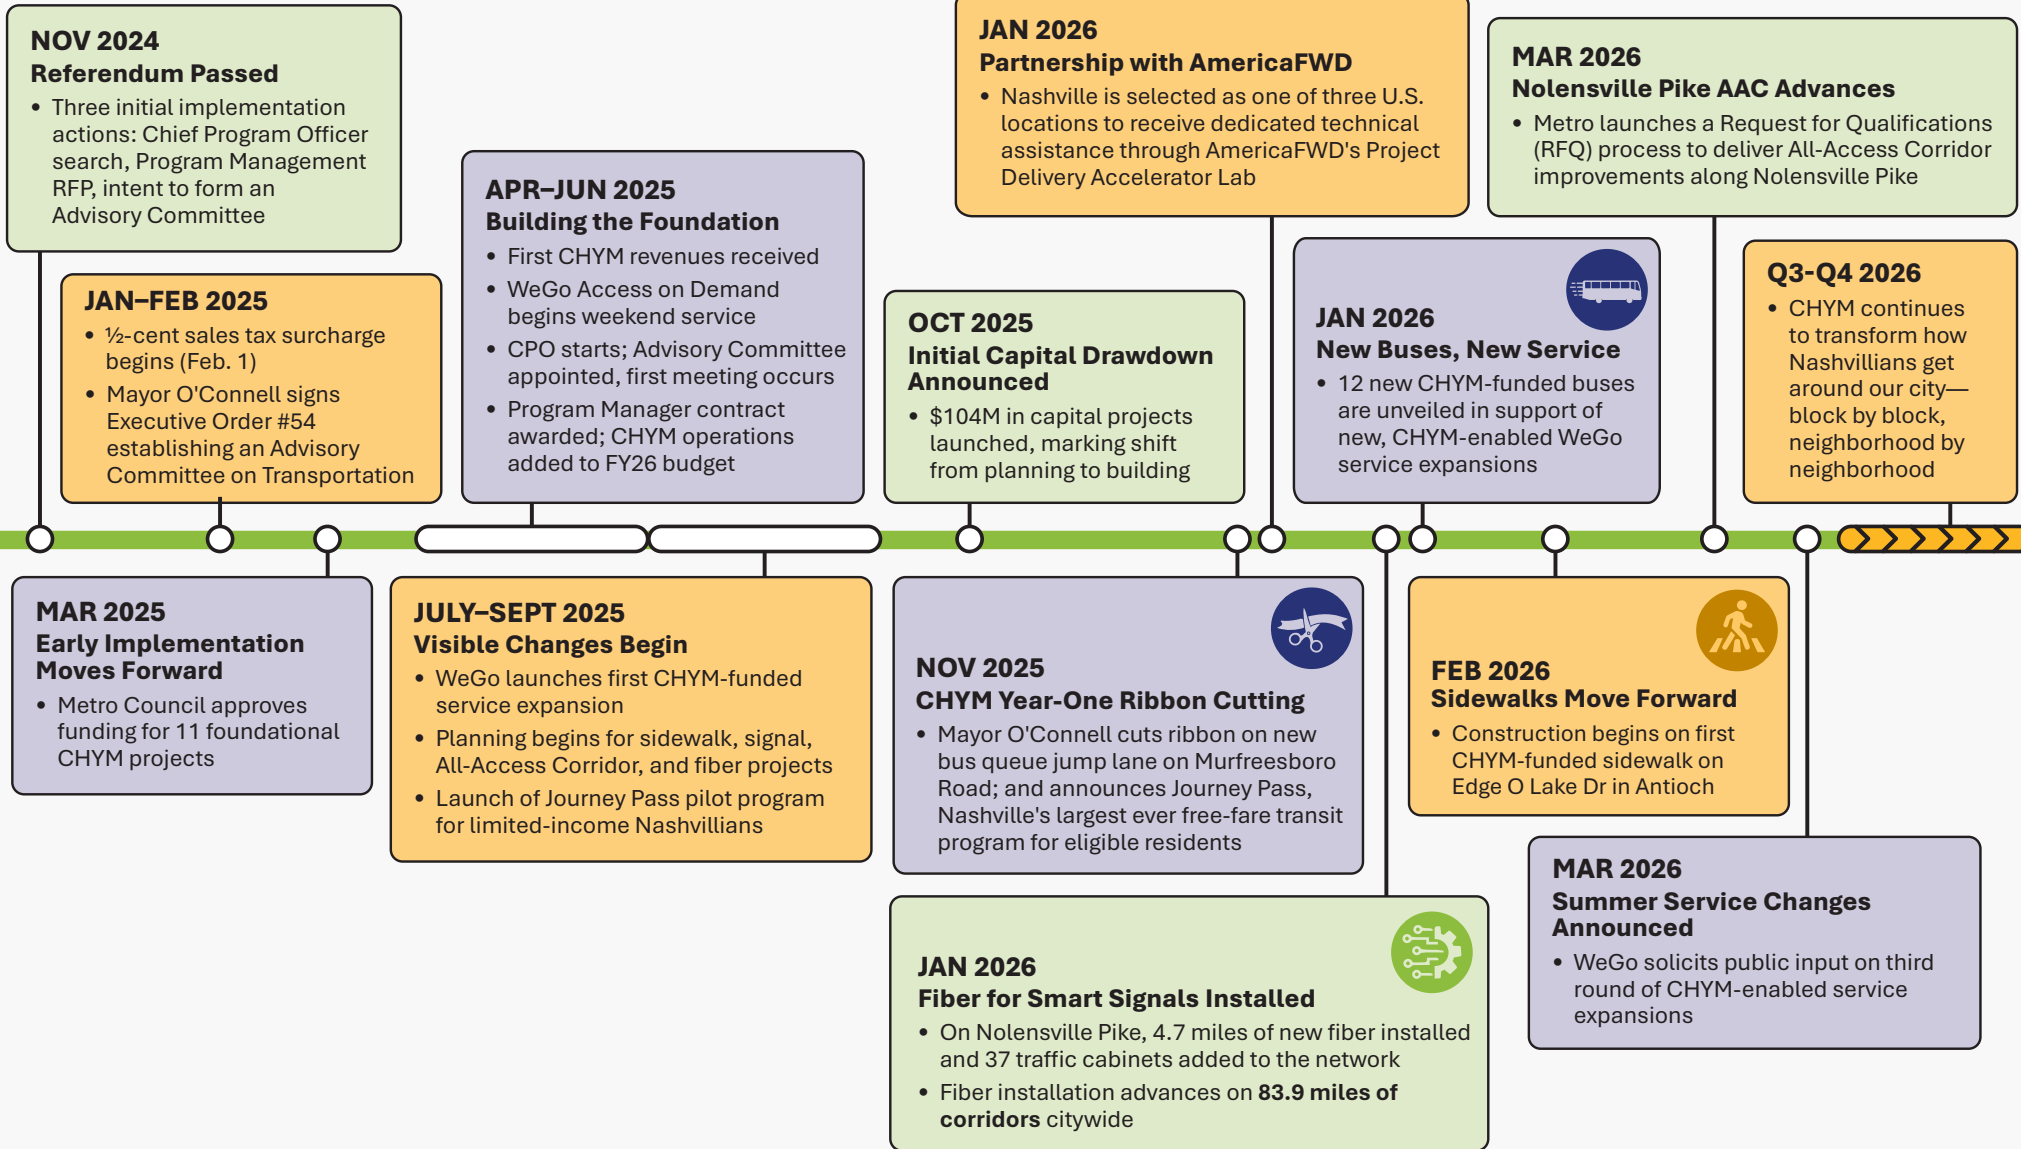 NOV 2024
Referendum Passed
• Three initial implementation
actions: Chief Program Officer
search, Program Management
RFP, intent to form an
Advisory Committee
JAN–FEB 2025
• ½-cent sales tax surcharge
begins (Feb. 1)
• Mayor O'Connell signs
Executive Order #54
establishing an Advisory
Committee on Transportation
MAR 2025
Early Implementation
Moves Forward
• Metro Council approves
funding for 11 foundational
CHYM projects
APR–JUN 2025
Building the Foundation
• First CHYM revenues received
• WeGo Access on Demand
begins weekend service
• CPO starts; Advisory Committee
appointed, first meeting occurs
• Program Manager contract
awarded; CHYM operations
added to FY26 budget
JULY–SEPT 2025
Visible Changes Begin
• WeGo launches first CHYM-funded
service expansion
• Planning begins for sidewalk, signal,
All-Access Corridor, and fiber projects
• Launch of Journey Pass pilot program
for limited-income Nashvillians
OCT 2025
Initial Capital Drawdown
Announced
• $104M in capital projects
launched, marking shift
from planning to building
NOV 2025
CHYM Year-One Ribbon Cutting
• Mayor O'Connell cuts ribbon on new
bus queue jump lane on Murfreesboro
Road; and announces Journey Pass,
Nashville's largest ever free-fare transit
program for eligible residents
JAN 2026
Partnership with AmericaFWD
• Nashville is selected as one of three U.S.
locations to receive dedicated technical
assistance through AmericaFWD's Project
Delivery Accelerator Lab
JAN 2026
Fiber for Smart Signals Installed
• On Nolensville Pike, 4.7 miles of new fiber installed
and 37 traffic cabinets added to the network
• Fiber installation advances on 83.9 miles of
corridors citywide
JAN 2026
New Buses, New Service
• 12 new CHYM-funded buses
are unveiled in support of
new, CHYM-enabled WeGo
service expansions
FEB 2026
Sidewalks Move Forward
• Construction begins on first
CHYM-funded sidewalk on
Edge O Lake Dr in Antioch
MAR 2026
Nolensville Pike AAC Advances
• Metro launches a Request for Qualifications
(RFQ) process to deliver All-Access Corridor
improvements along Nolensville Pike
MAR 2026
Summer Service Changes
Announced
• WeGo solicits public input on third
round of CHYM-enabled service
expansions
Q3-Q4 2026
• CHYM continues
to transform how
Nashvillians get
around our city—
block by block,
neighborhood by
neighborhood